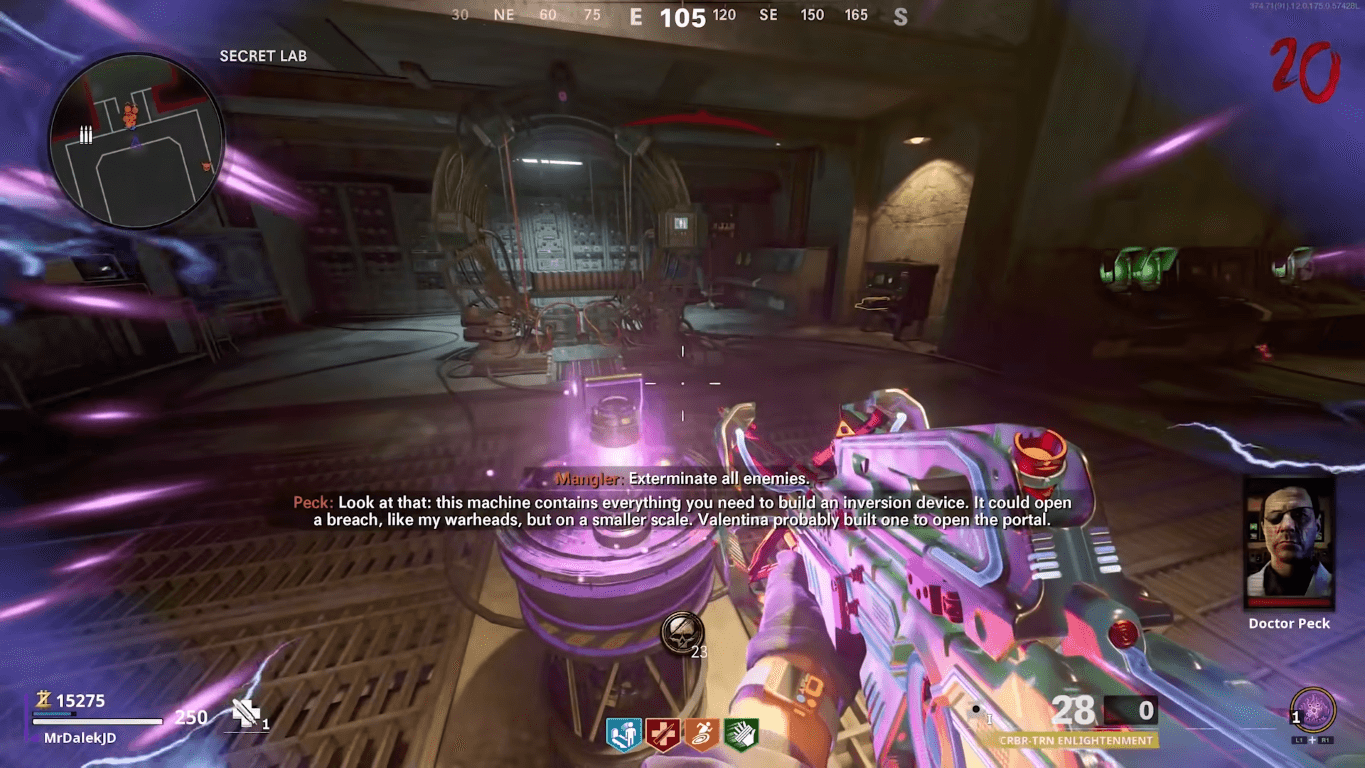 30 NE 60 75 E 105 120 SE 150 165 S
SECRET LAB
20
Mangler: Exterminate all enemies.
Peck: Look at that: this machine contains everything you need to build an inversion device. It could open
a breach, like my warheads, but on a smaller scale. Valentina probably built one to open the portal.
Doctor Peck
23
15275
250
1
MrDalekJD
28 0
CRBR-TRN ENLIGHTENMENT
1
L1 + R1